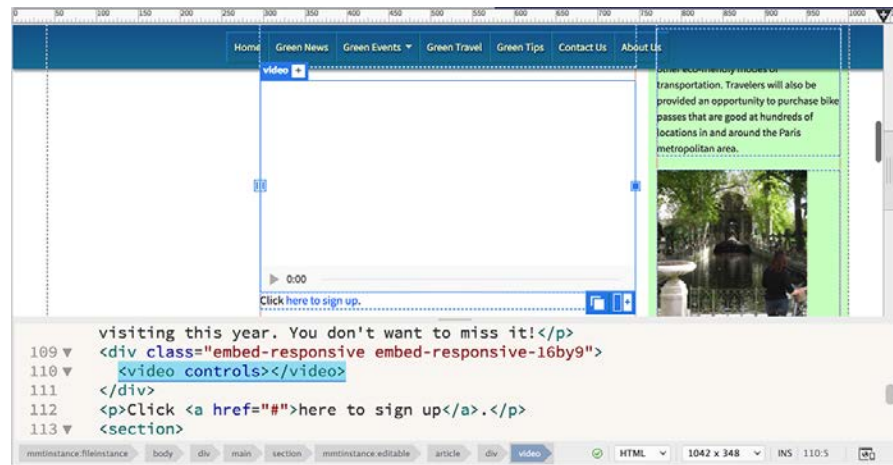 0 50 100 150 200 250 300 350 400 450 500 550 600 650 700 750 800 850 900 950 1000
Home Green News Green Events ▼ Green Travel Green Tips Contact Us About Us
video +
other eco-friendly modes of
transportation. Travelers will also be
provided an opportunity to purchase bike
passes that are good at hundreds of
locations in and around the Paris
metropolitan area.
0:00
Click here to sign up.
visiting this year. You don't want to miss it!</p>
109 ▼ <div class="embed-responsive embed-responsive-16by9">
110 ▼ <video controls></video>
111 </div>
112 <p>Click <a href="#">here to sign up</a>.</p>
113 ▼ <section>
mmtinstance:fileinstance body div main section mmtinstance:editable article div video HTML 1042 x 348 INS 110:5